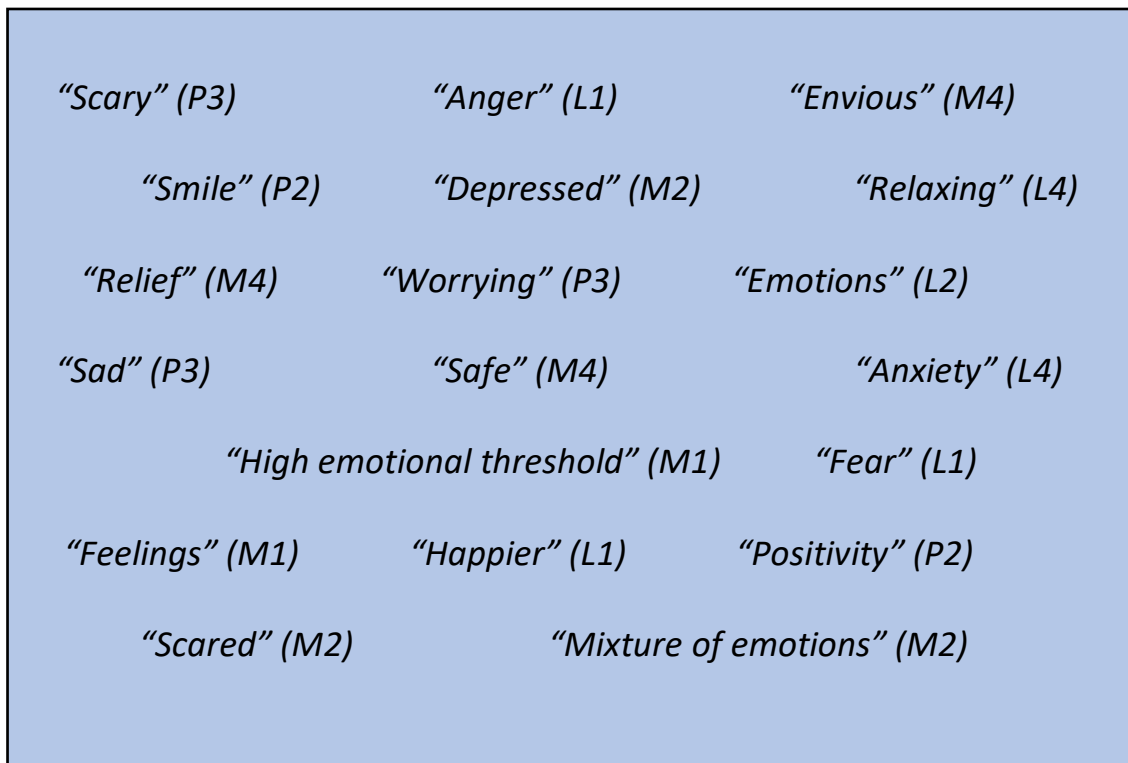 “Scary” (P3) “Anger” (L1) “Envious” (M4)
“Smile” (P2) “Depressed” (M2) “Relaxing” (L4)
“Relief” (M4) “Worrying” (P3) “Emotions” (L2)
“Sad” (P3) “Safe” (M4) “Anxiety” (L4)
“High emotional threshold” (M1) “Fear” (L1)
“Feelings” (M1) “Happier” (L1) “Positivity” (P2)
“Scared” (M2) “Mixture of emotions” (M2)